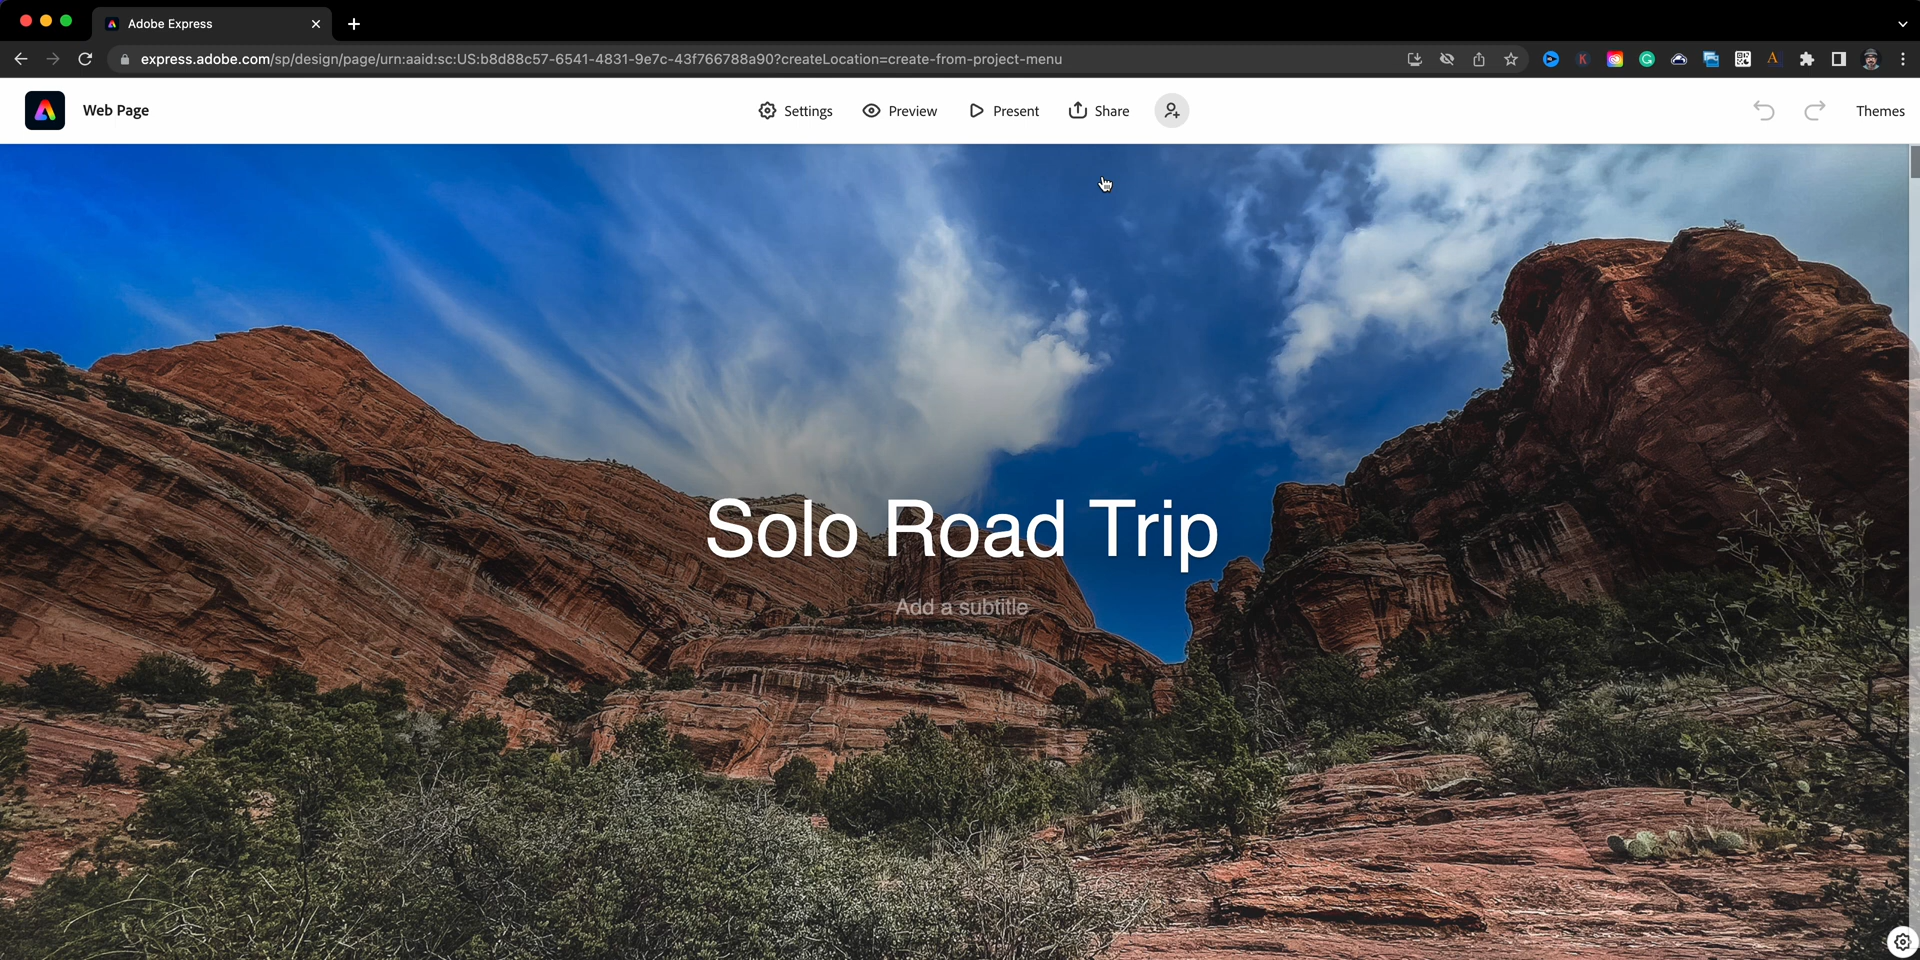 Adobe Express
express.adobe.com/sp/design/page/urn:aaid:sc:US:b8d88c57-6541-4831-9e7c-43f766788a90?createLocation=create-from-project-menu
Web Page
Settings
Preview
Present
Share
Themes
Solo Road Trip
Add a subtitle